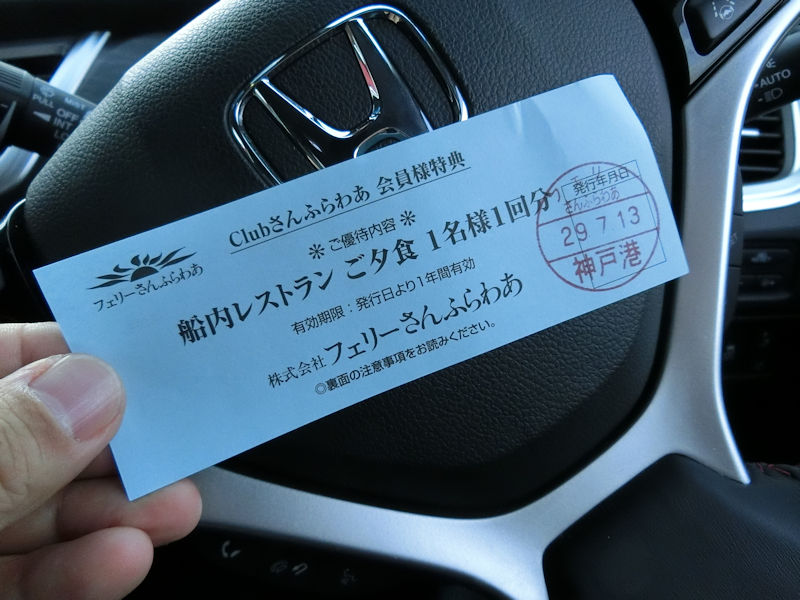 Clubさんふらわあ 会員様特典
＊ご優待内容＊
船内レストラン ご夕食 1名様1回分
有効期限：発行日より1年間有効
株式会社 フェリーさんふらわあ
◎裏面の注意事項をお読みください。
フェリーさんふらわあ
発行年月日
さんふらわあ
29 7 13
神戸港
PULL
OFF
AUTO